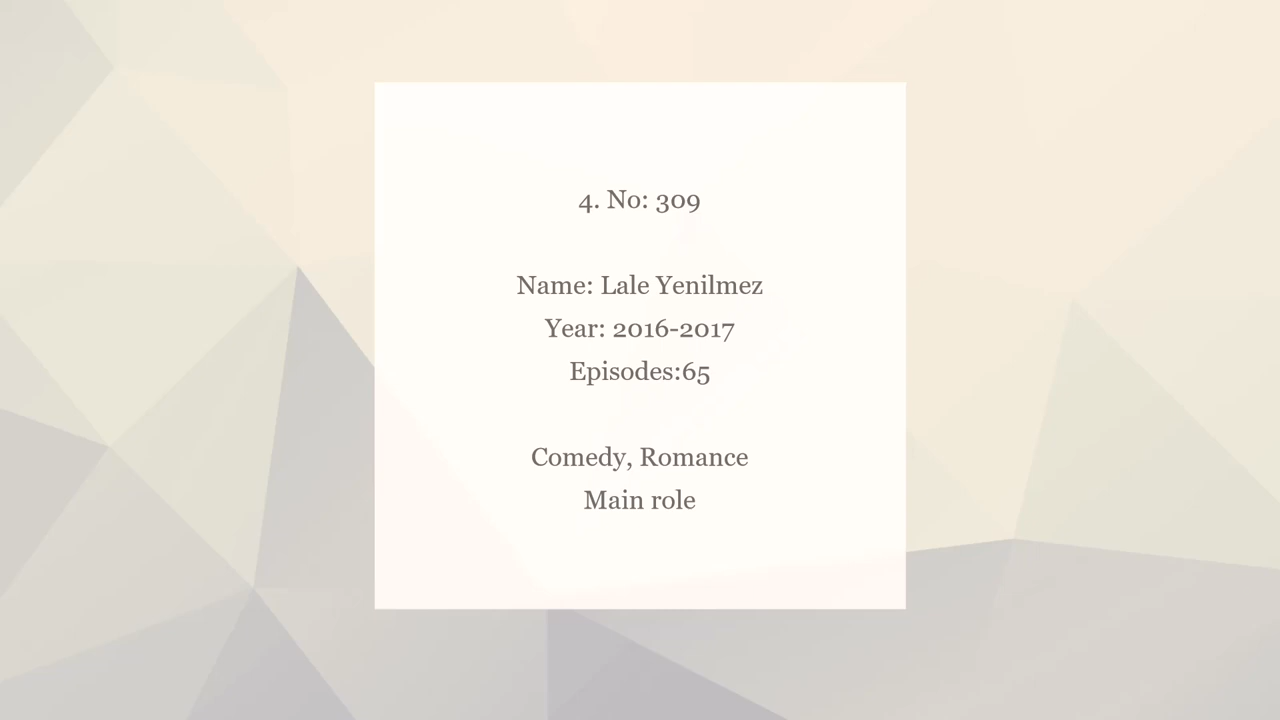 4. No: 309
Name: Lale Yenilmez
Year: 2016-2017
Episodes:65
Comedy, Romance
Main role